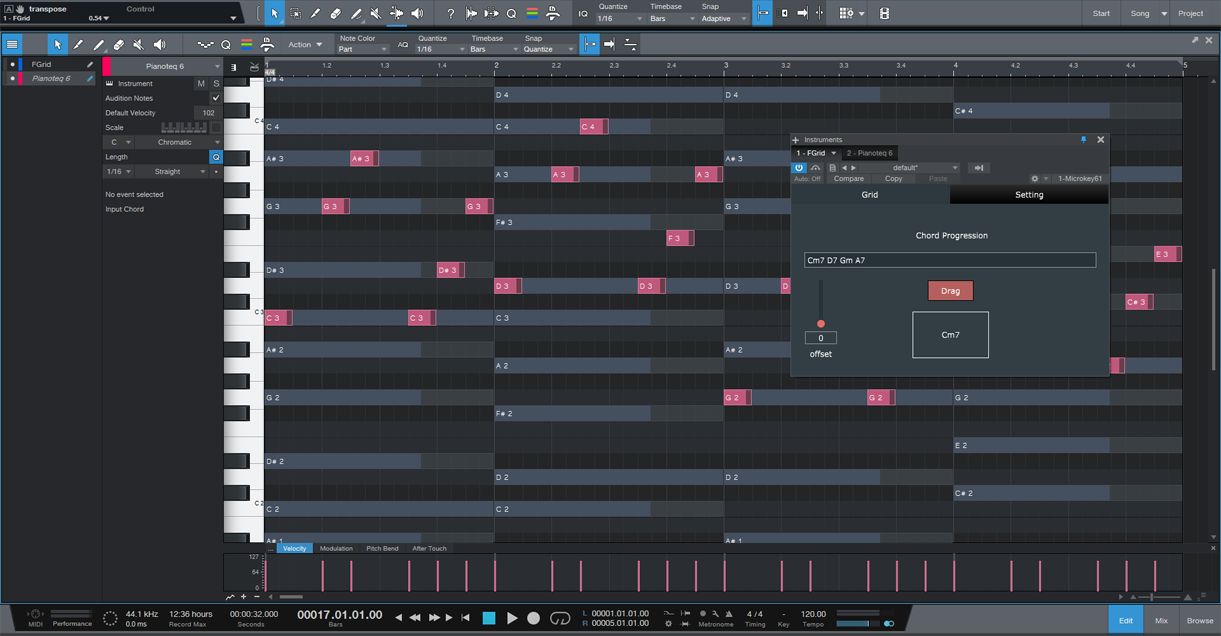 transpose
Control
1 - FGrid
0.54
IQ
Quantize
1/16
Timebase
Bars
Snap
Adaptive
Start
Song
Project
Action
Note Color
Part
AQ
Quantize
1/16
Timebase
Bars
Snap
Quantize
FGrid
Pianoteq 6
Pianoteq 6
Instrument
M
S
Audition Notes
Default Velocity
102
Scale
C
Chromatic
Length
Q
1/16
Straight
No event selected
Input Chord
1
1.2
1.3
1.4
2
2.2
2.3
2.4
3
3.2
3.3
3.4
4
4.2
4.3
4.4
5
4/4
D# 4
D 4
D 4
C# 4
C 4
C 4
C 4
C 4
A# 3
A# 3
A# 3
A 3
A 3
A 3
G 3
G 3
G 3
G 3
F# 3
F 3
E 3
D# 3
D# 3
D 3
D 3
D 3
D
C# 3
C 3
C 3
C 3
C 3
A# 2
A# 2
A 2
G 2
G 2
G 2
G 2
F# 2
E 2
D# 2
D 2
D 2
C# 2
C 2
C 2
C 2
A# 1
A# 1
Instruments
1 - FGrid
2 - Pianoteq 6
default*
Auto: Off
Compare
Copy
Paste
1-Microkey61
Grid
Setting
Chord Progression
Cm7 D7 Gm A7
Drag
0
offset
Cm7
...
Velocity
Modulation
Pitch Bend
After Touch
127
64
0
MIDI
Performance
44.1 kHz
0.0 ms
12:36 hours
Record Max
00:00:32.000
Seconds
00017.01.01.00
Bars
L 00001.01.01.00
R 00005.01.01.00
Metronome
4 / 4
Timing
-
Key
120.00
Tempo
Edit
Mix
Browse